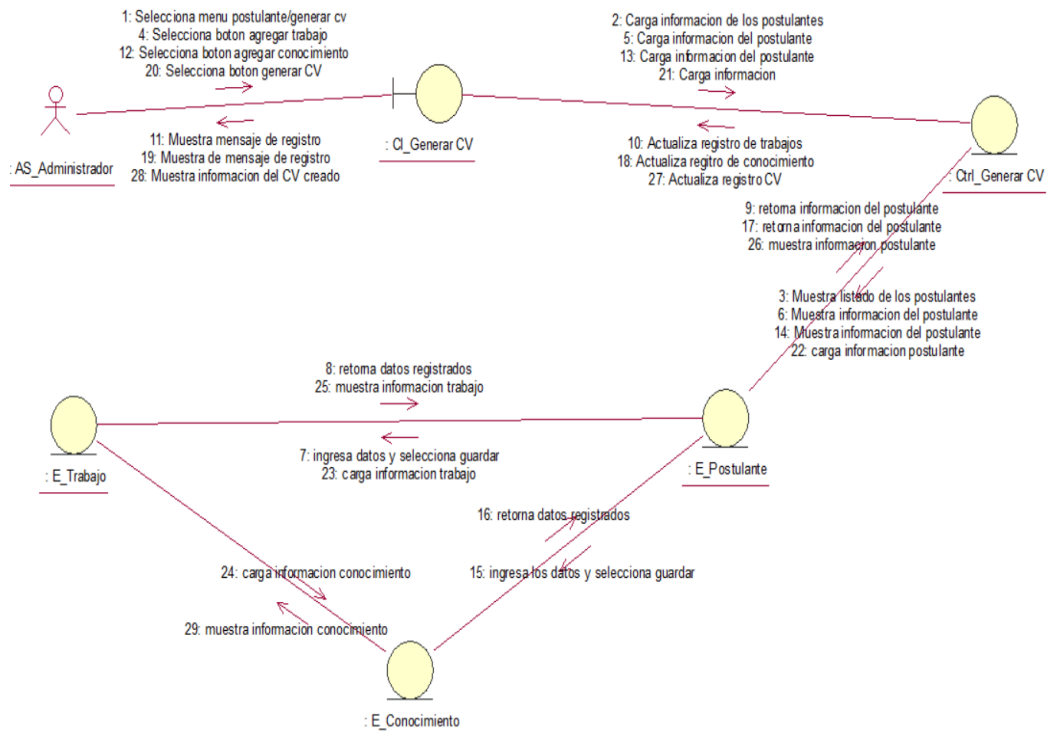 1: Selecciona menu postulante/generar cv
4: Selecciona boton agregar trabajo
12: Selecciona boton agregar conocimiento
20: Selecciona boton generar CV
2: Carga informacion de los postulantes
5: Carga informacion del postulante
13: Carga informacion del postulante
21: Carga informacion
11: Muestra mensaje de registro
19: Muestra de mensaje de registro
28: Muestra informacion del CV creado
: AS_Administrador
: CI_Generar CV
10: Actualiza registro de trabajos
18: Actualiza regitro de conocimiento
27: Actualiza registro CV
: Ctrl_Generar CV
9: retorna informacion del postulante
17: retorna informacion del postulante
26: muestra informacion postulante
3: Muestra listado de los postulantes
6: Muestra informacion del postulante
14: Muestra informacion del postulante
22: carga informacion postulante
8: retorna datos registrados
25: muestra informacion trabajo
7: ingresa datos y selecciona guardar
23: carga informacion trabajo
: E_Trabajo
: E_Postulante
16: retorna datos registrados
24: carga informacion conocimiento
15: ingresa los datos y selecciona guardar
29: muestra informacion conocimiento
: E_Conocimiento